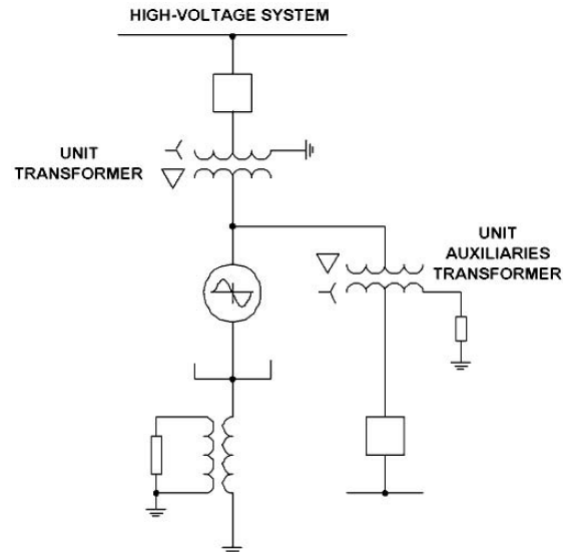 HIGH-VOLTAGE SYSTEM
UNIT
TRANSFORMER
UNIT
AUXILIARIES
TRANSFORMER